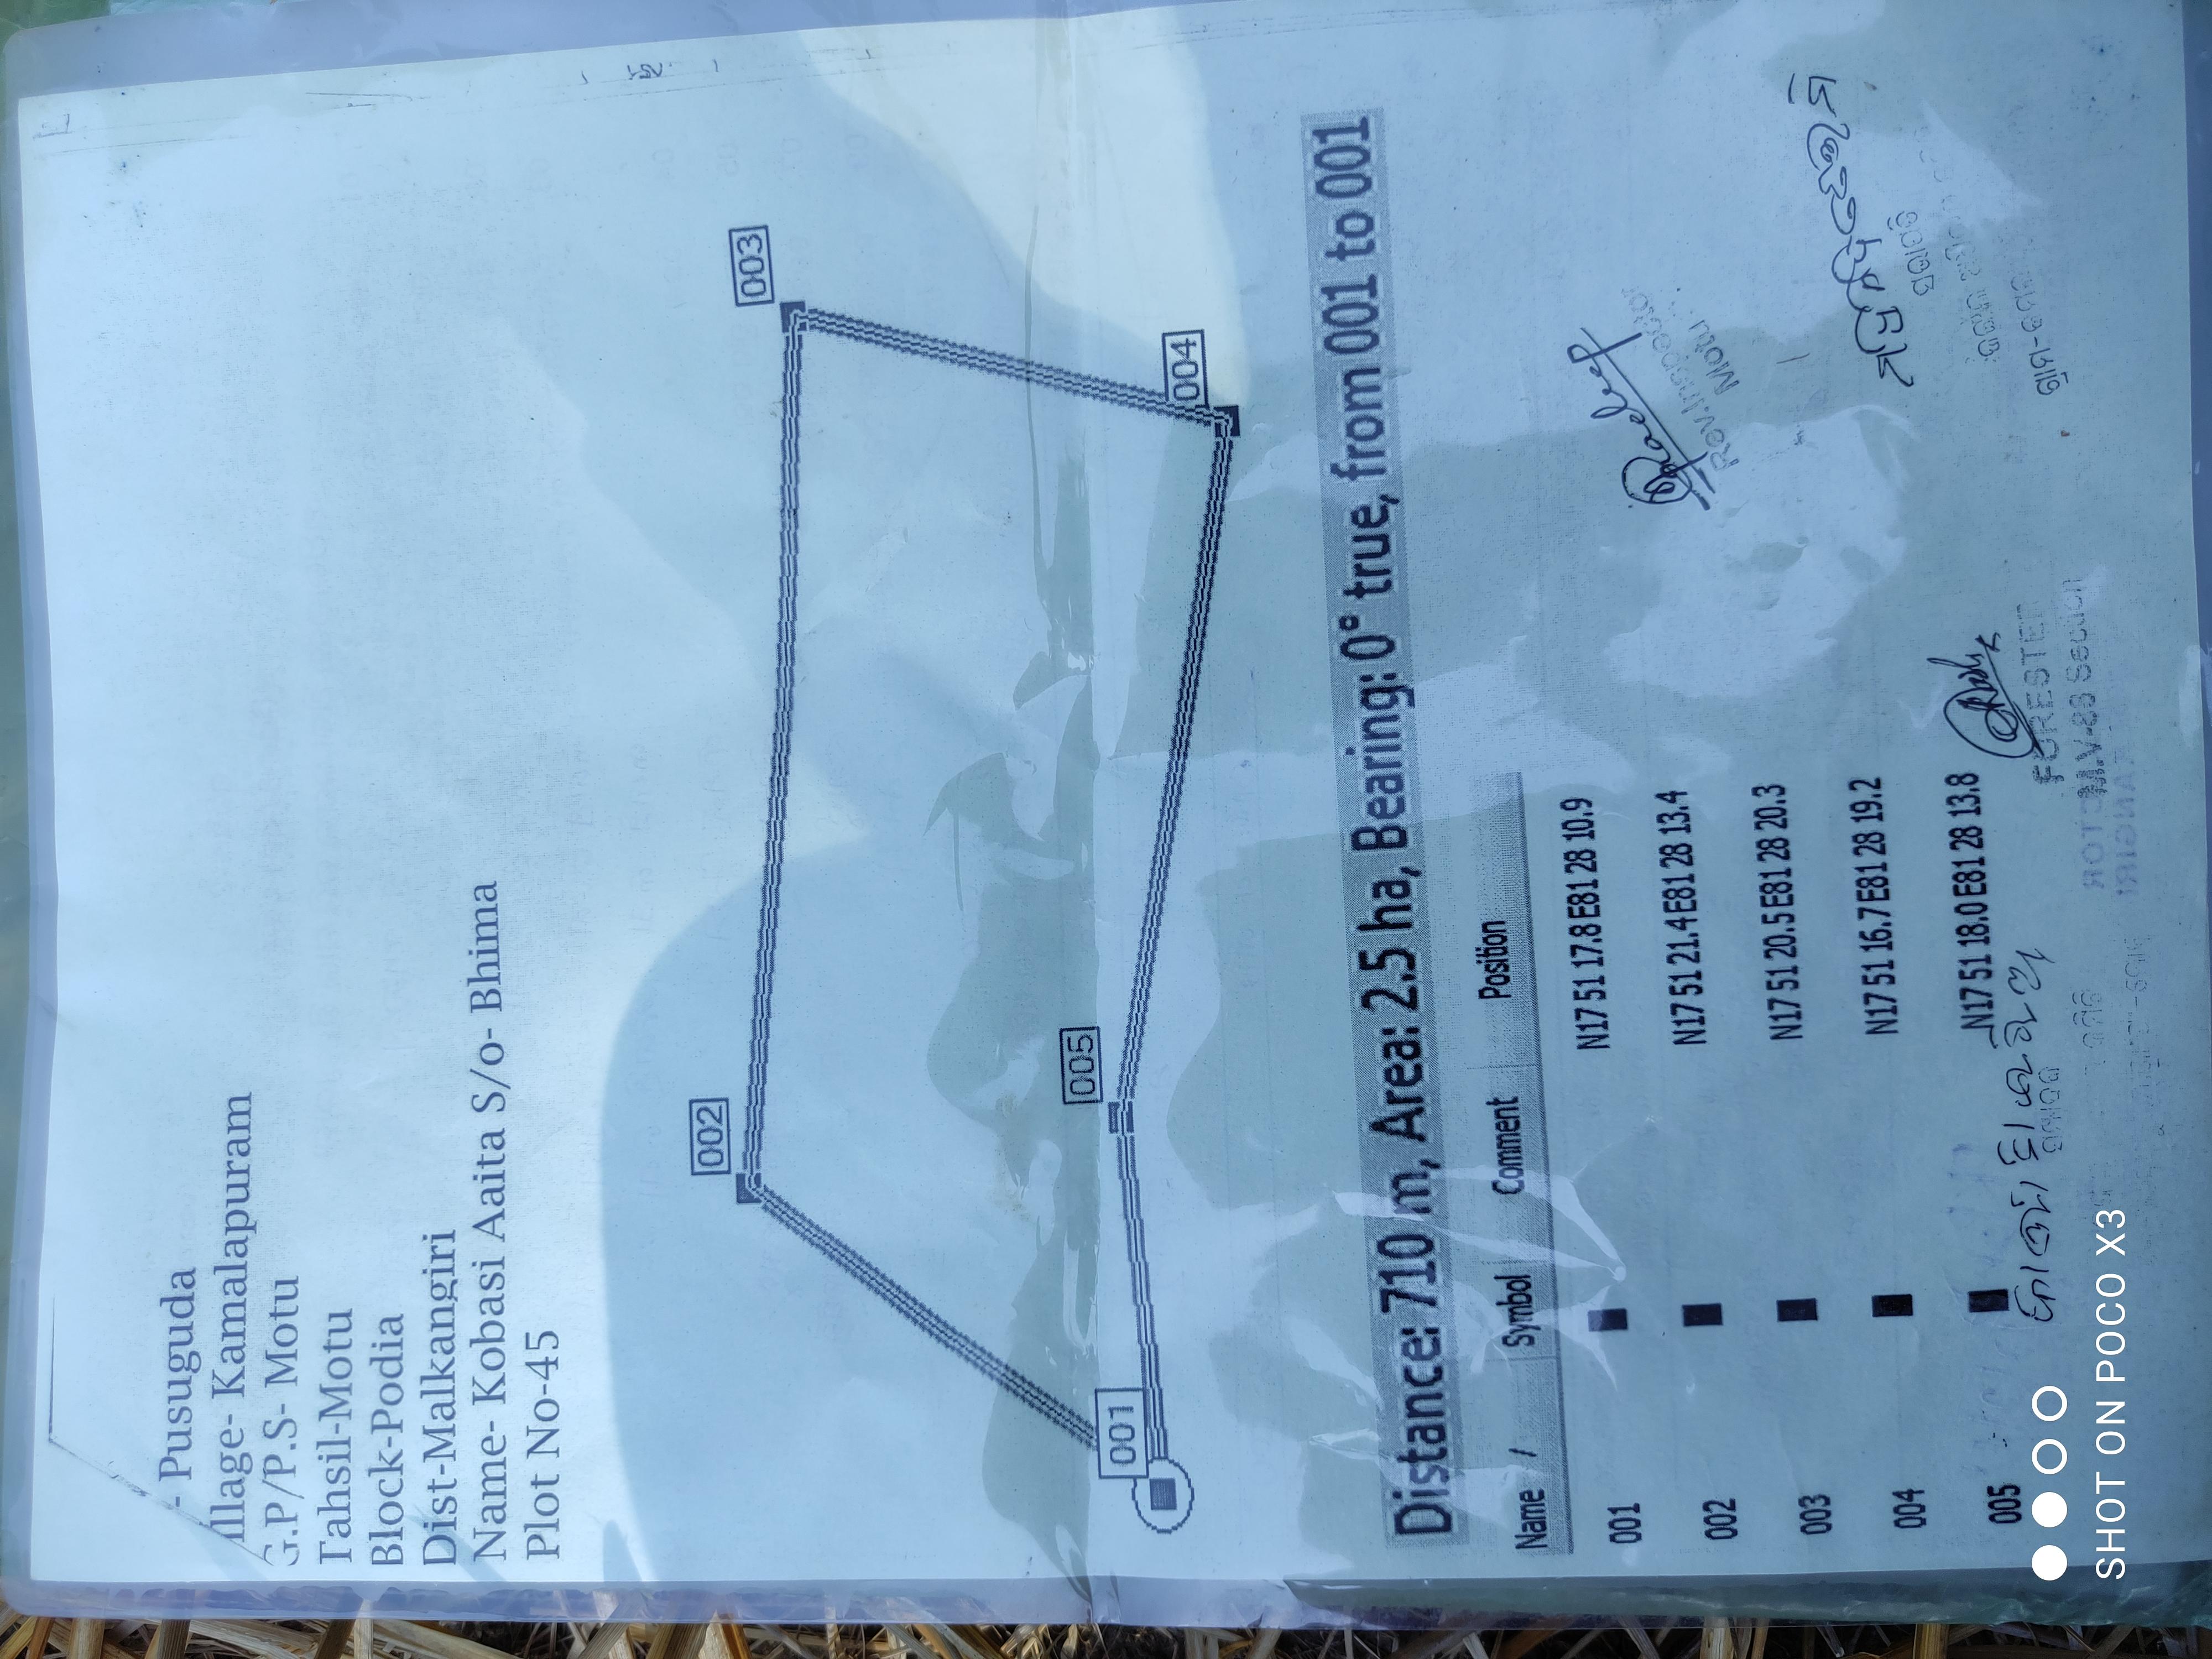 - Pusuguda
illage- Kamalapuram
G.P/P.S- Motu
Tahsil-Motu
Block-Podia
Dist-Malkangiri
Name- Kobasi Aaita S/o- Bhima
Plot No-45
002
003
004
005
001
Distance: 710 m, Area: 2.5 ha, Bearing: 0° true, from 001 to 001
Name / Symbol Comment Position
001 N17 51 17.8 E81 28 10.9
002 N17 51 21.4 E81 28 13.4
003 N17 51 20.5 E81 28 20.3
004 N17 51 16.7 E81 28 19.2
005 N17 51 18.0 E81 28 13.8
Rev.Inspector
Motu
FORESTER
M.V-88 Section
SHOT ON POCO X3